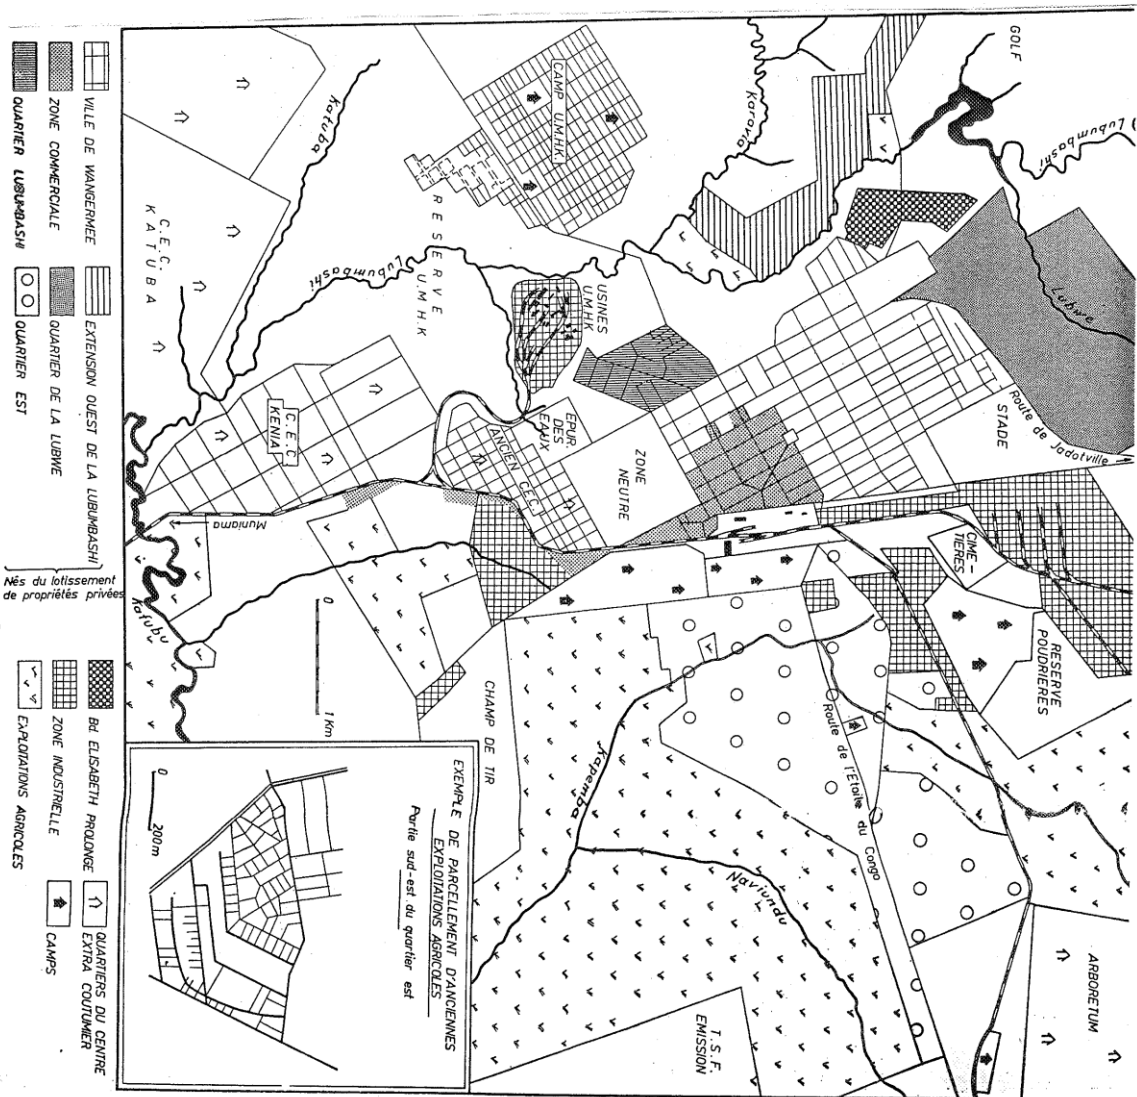 GOLF
Lubumbashi
Karavia
CAMP U.M.H.K.
Katuba
C.E.C.
KATUBA
RESERVE
U.M.H.K
Lubumbashi
USINES
U.M.H.K
Lubwe
Route de Jadotville
STADE
EPUR.
DES
EAUX
ZONE
NEUTRE
ANCIEN C.E.C.
C.E.C
KENIA
Muniama
Kafubu
CIME-
TIERES
RESERVE
POUDRIERES
Route de l'Etoile du Congo
Kapemba
Naviundu
CHAMP DE TIR
ARBORETUM
T.S.F.
EMISSION
0 1 Km
EXEMPLE DE PARCELLEMENT D'ANCIENNES
EXPLOITATIONS AGRICOLES
Partie sud-est du quartier est
0 200m
VILLE DE WANGERMEE
ZONE COMMERCIALE
QUARTIER LUBUMBASHI
EXTENSION OUEST DE LA LUBUMBASHI
QUARTIER DE LA LUBWE
QUARTIER EST
Nés du lotissement
de propriétés privées
Bd. ELISABETH PROLONGE
ZONE INDUSTRIELLE
EXPLOITATIONS AGRICOLES
QUARTIERS DU CENTRE
EXTRA COUTUMIER
CAMPS